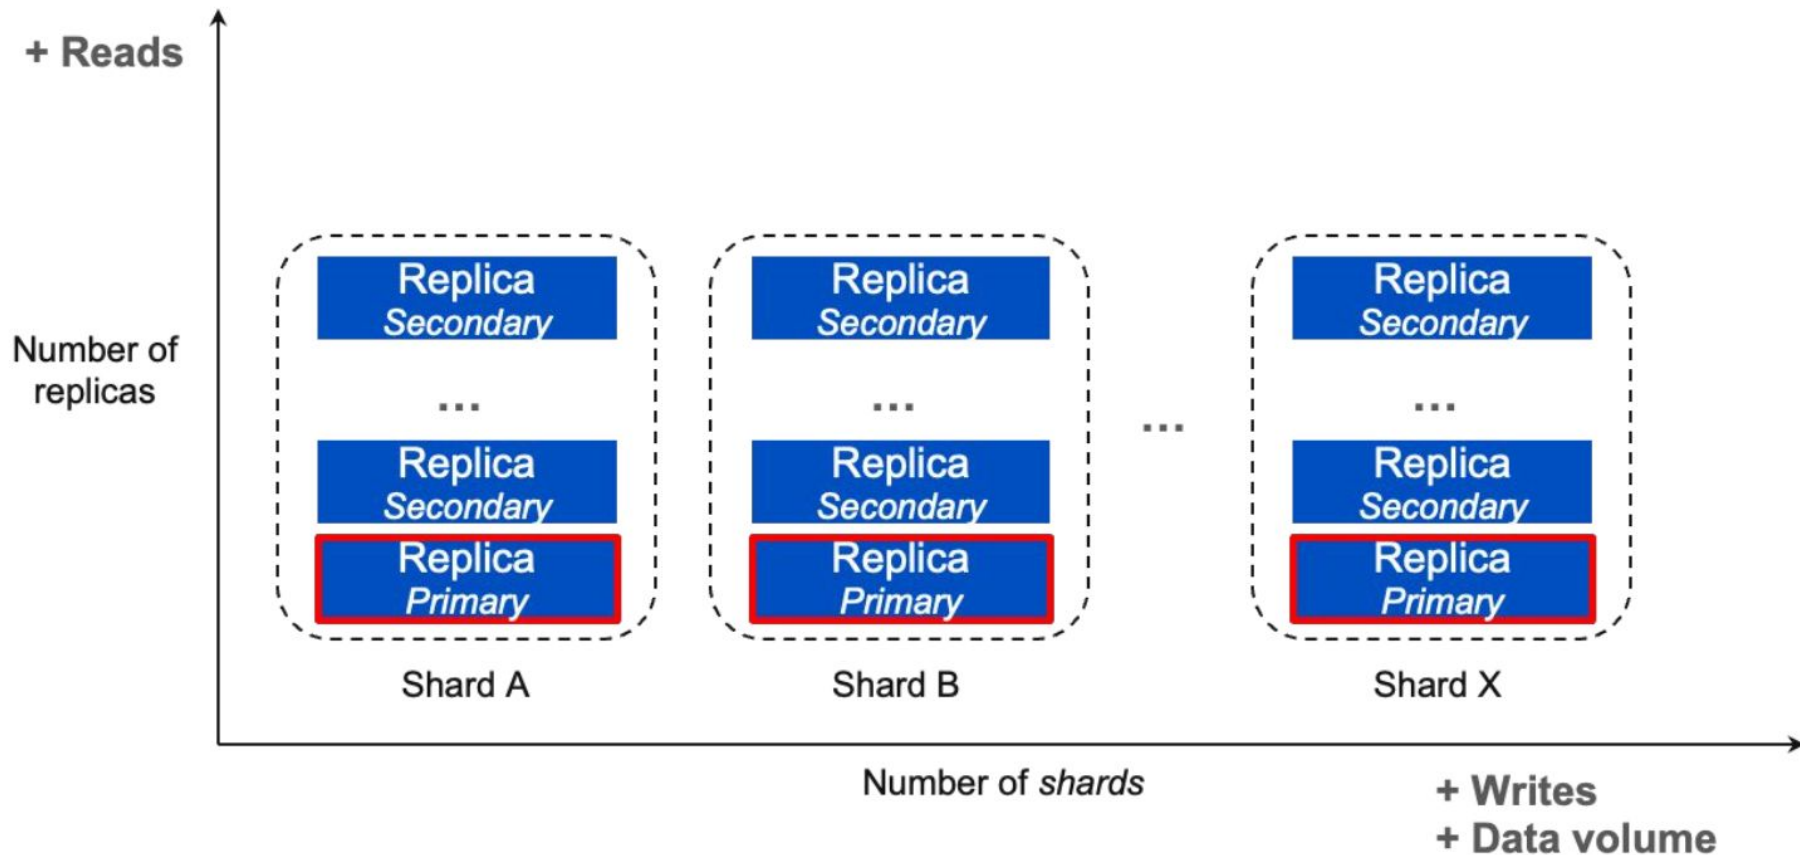 + Reads
Number of
replicas
Replica
Secondary
...
Replica
Secondary
Replica
Primary
Shard A
Replica
Secondary
...
Replica
Secondary
Replica
Primary
Shard B
...
Replica
Secondary
...
Replica
Secondary
Replica
Primary
Shard X
Number of shards
+ Writes
+ Data volume